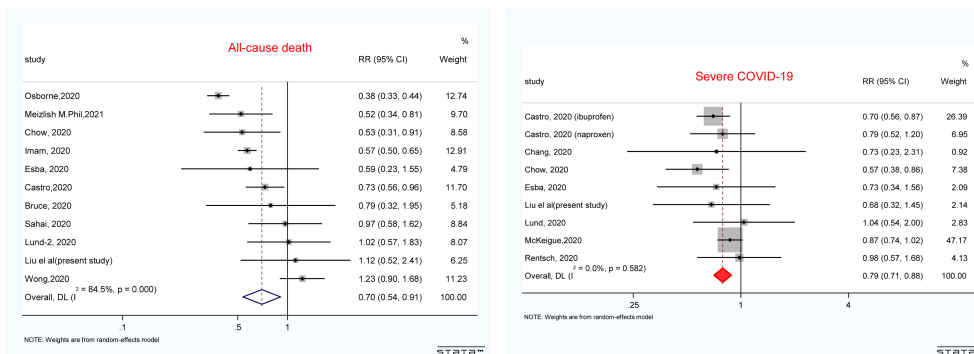 All-cause death
%
study RR (95% CI) Weight
Osborne,2020 0.38 (0.33, 0.44) 12.74
Meizlish M.Phil,2021 0.52 (0.34, 0.81) 9.70
Chow, 2020 0.53 (0.31, 0.91) 8.58
Imam, 2020 0.57 (0.50, 0.65) 12.91
Esba, 2020 0.59 (0.23, 1.55) 4.79
Castro,2020 0.73 (0.56, 0.96) 11.70
Bruce, 2020 0.79 (0.32, 1.95) 5.18
Sahai, 2020 0.97 (0.58, 1.62) 8.84
Lund-2, 2020 1.02 (0.57, 1.83) 8.07
Liu el al(present study) 1.12 (0.52, 2.41) 6.25
Wong,2020 1.23 (0.90, 1.68) 11.23
Overall, DL (I² = 84.5%, p = 0.000) 0.70 (0.54, 0.91) 100.00
.1 .5 1
NOTE: Weights are from random-effects model
STATA™
Severe COVID-19
%
study RR (95% CI) Weight
Castro, 2020 (ibuprofen) 0.70 (0.56, 0.87) 26.39
Castro, 2020 (naproxen) 0.79 (0.52, 1.20) 6.95
Chang, 2020 0.73 (0.23, 2.31) 0.92
Chow, 2020 0.57 (0.38, 0.86) 7.38
Esba, 2020 0.73 (0.34, 1.56) 2.09
Liu el al(present study) 0.68 (0.32, 1.45) 2.14
Lund, 2020 1.04 (0.54, 2.00) 2.83
McKeigue,2020 0.87 (0.74, 1.02) 47.17
Rentsch, 2020 0.98 (0.57, 1.68) 4.13
Overall, DL (I² = 0.0%, p = 0.582) 0.79 (0.71, 0.88) 100.00
.25 1 4
NOTE: Weights are from random-effects model
STATA™